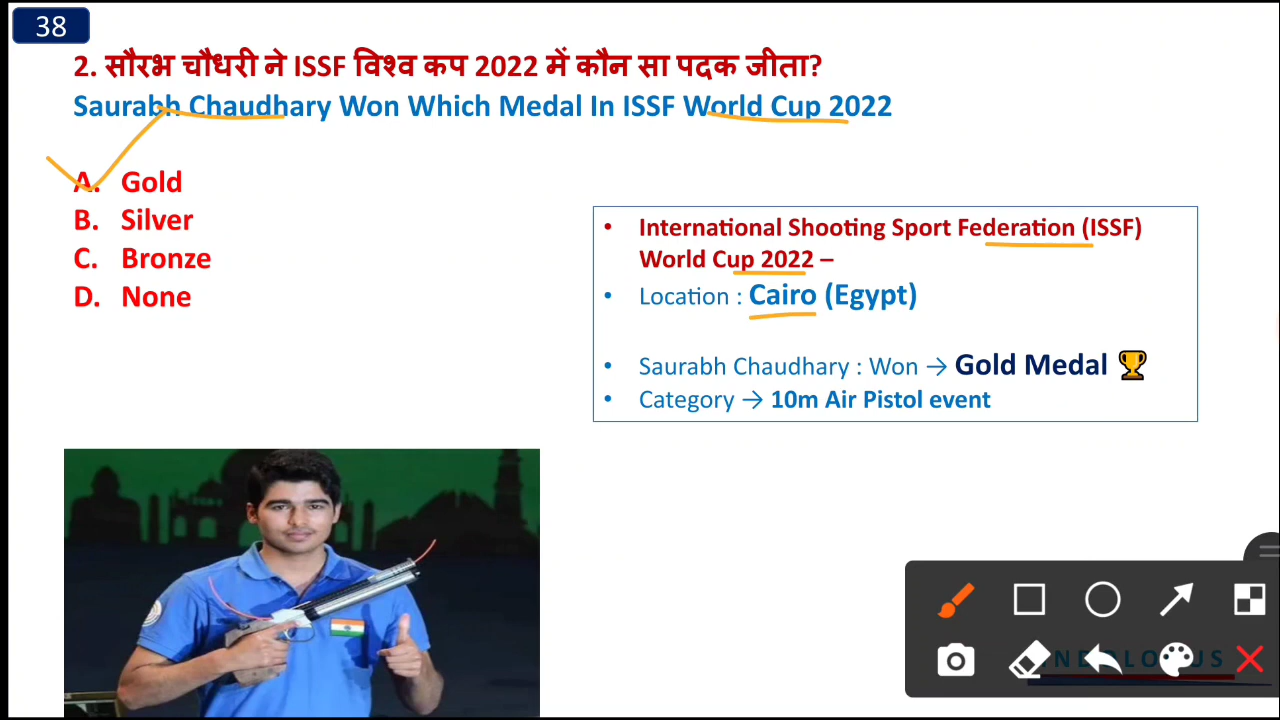 38
2. सौरभ चौधरी ने ISSF विश्व कप 2022 में कौन सा पदक जीता?
Saurabh Chaudhary Won Which Medal In ISSF World Cup 2022
A. Gold
B. Silver
C. Bronze
D. None
• International Shooting Sport Federation (ISSF)
World Cup 2022 –
• Location : Cairo (Egypt)
• Saurabh Chaudhary : Won → Gold Medal 🏆
• Category → 10m Air Pistol event